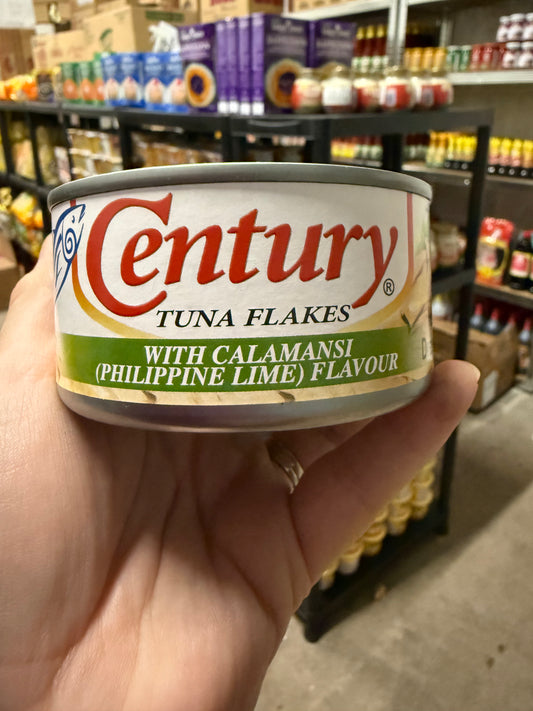 Century®
TUNA FLAKES
WITH CALAMANSI
(PHILIPPINE LIME) FLAVOUR
D